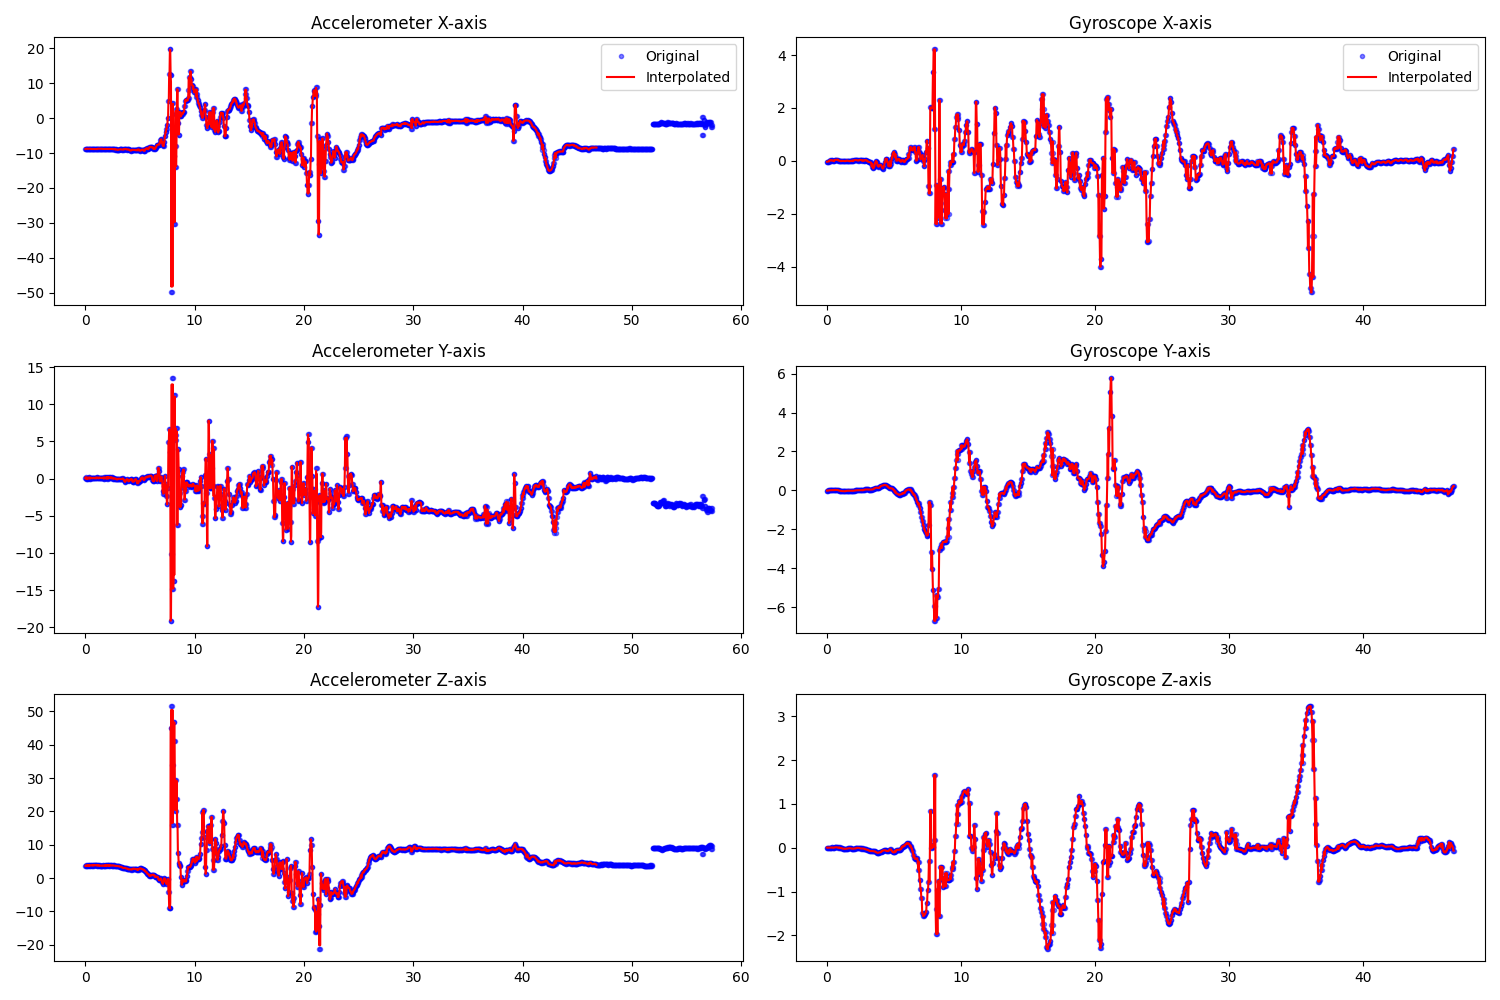 Accelerometer X-axis
20
10
0
−10
−20
−30
−40
−50
Original
Interpolated
0 10 20 30 40 50 60
Gyroscope X-axis
4
2
0
−2
−4
Original
Interpolated
0 10 20 30 40
Accelerometer Y-axis
15
10
5
0
−5
−10
−15
−20
0 10 20 30 40 50 60
Gyroscope Y-axis
6
4
2
0
−2
−4
−6
0 10 20 30 40
Accelerometer Z-axis
50
40
30
20
10
0
−10
−20
0 10 20 30 40 50 60
Gyroscope Z-axis
3
2
1
0
−1
−2
0 10 20 30 40